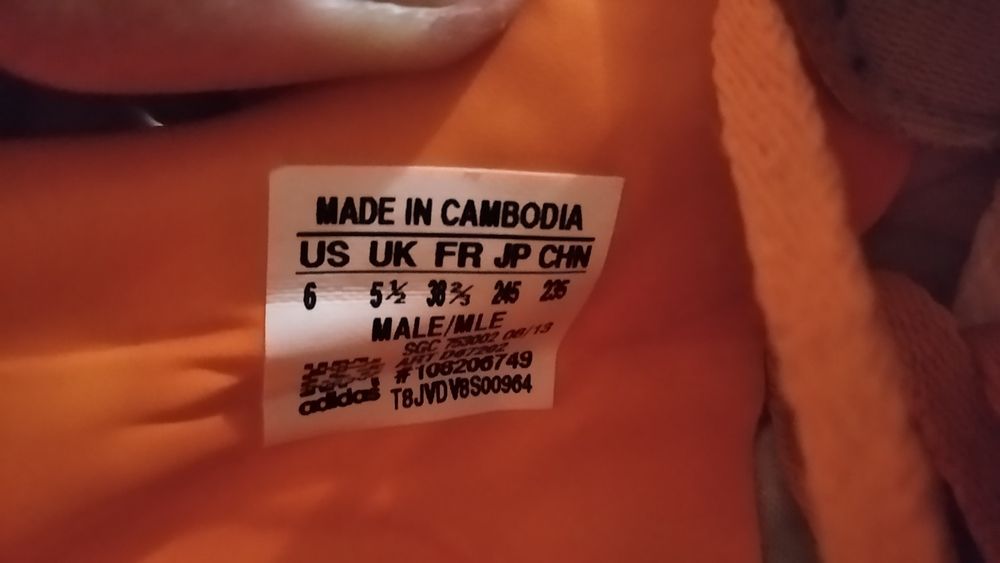 MADE IN CAMBODIA
US UK FR JP CHN
6 5½ 38⅔ 245 235
MALE/MLE
SGC 753002 08/13
ART D67202
#106206749
adidas T8JVDV8S00964